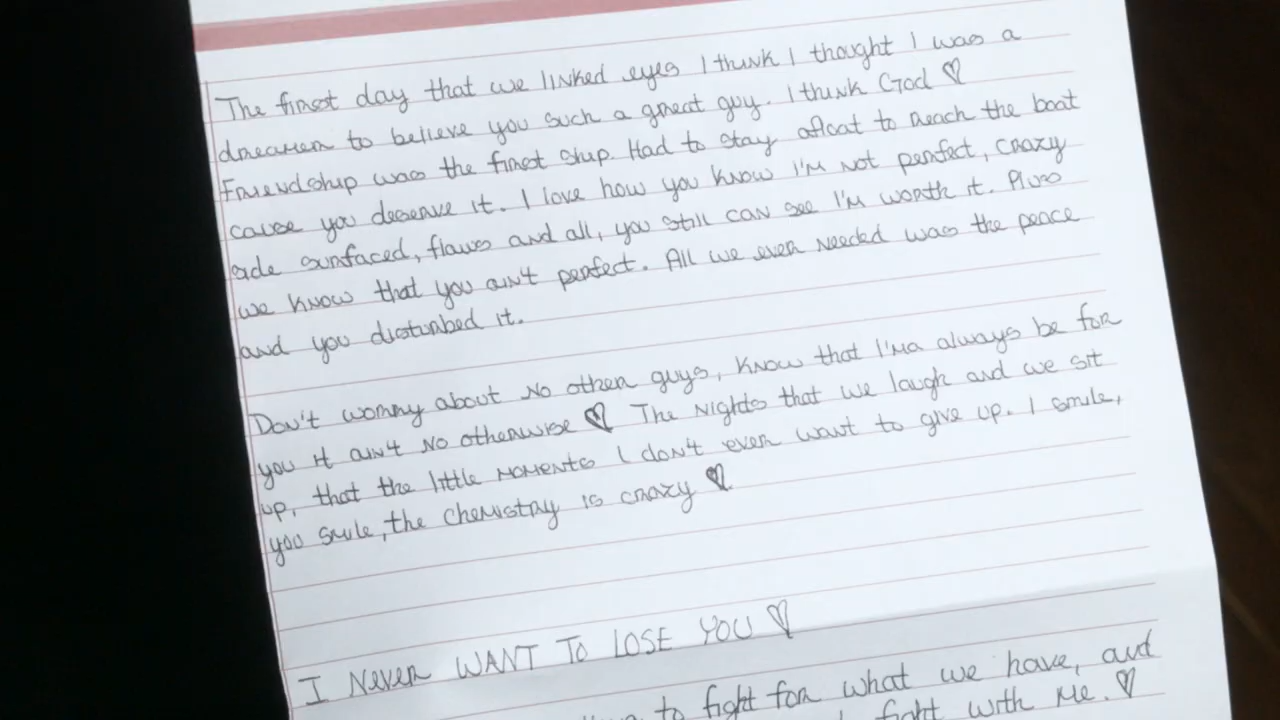 The first day that we linked eyes I think I thought I was a
dreamer to believe you such a great guy. I think God ♡
Friendship was the first ship. Had to stay afloat to reach the boat
cause you deserve it. I love how you know I'm not perfect, crazy
side surfaced, flaws and all, you still can see I'm worth it. Plus
we know that you ain't perfect. All we ever needed was the peace
and you disturbed it.
Don't worry about no other guys, know that I'ma always be for
you it ain't no otherwise ♡ The nights that we laugh and we sit
up, that the little moments I don't even want to give up. I smile,
you smile, the chemistry is crazy ♡
I Never WANT TO LOSE YOU ♡
to fight for what we have, and
fight with me. ♡